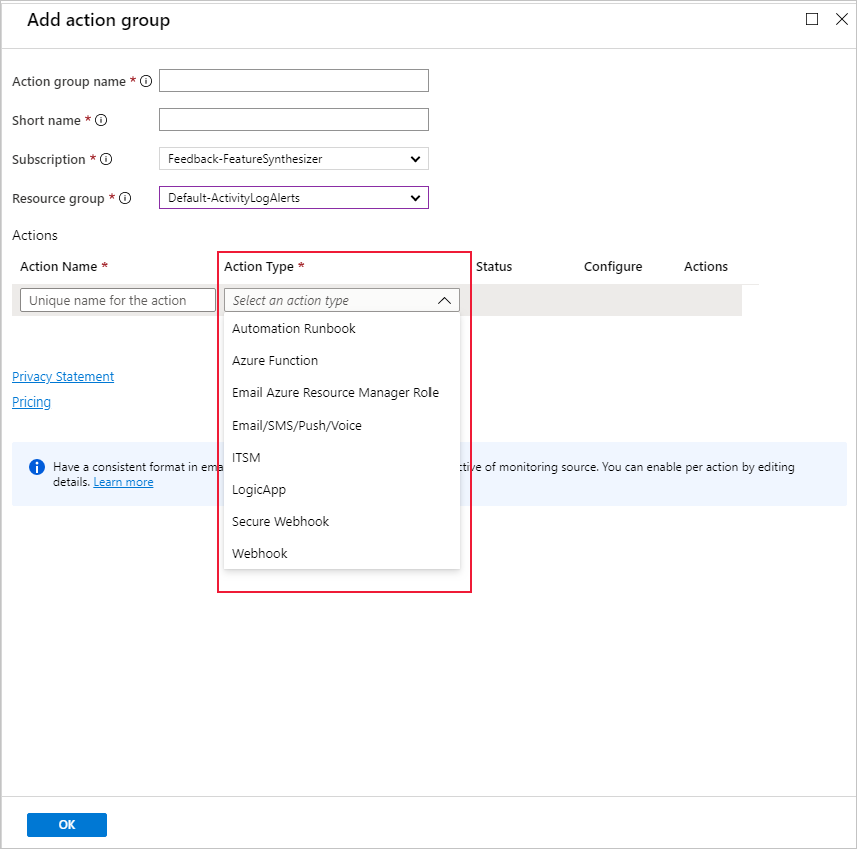 Add action group
Action group name *
Short name *
Subscription * Feedback-FeatureSynthesizer
Resource group * Default-ActivityLogAlerts
Actions
Action Name * Action Type * Status Configure Actions
Unique name for the action Select an action type
Automation Runbook
Azure Function
Privacy Statement
Email Azure Resource Manager Role
Pricing
Email/SMS/Push/Voice
ITSM
Have a consistent format in ema ctive of monitoring source. You can enable per action by editing
details. Learn more
LogicApp
Secure Webhook
Webhook
OK